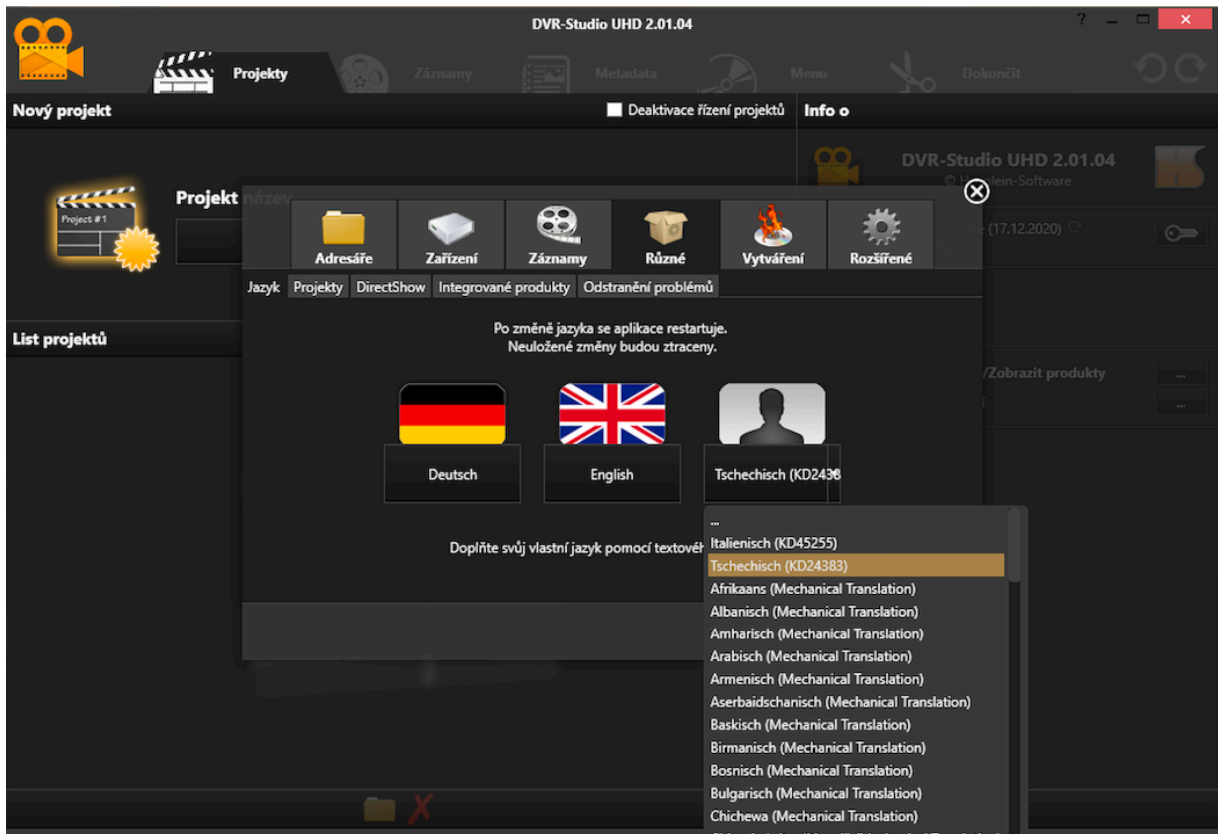 DVR-Studio UHD 2.01.04
?
Projekty
Záznamy
Metadata
Menu
Dokončit
Nový projekt
Deaktivace řízení projektů
Info o
DVR-Studio UHD 2.01.04
Project #1
Projekt název
(17.12.2020)
Adresáře
Zařízení
Záznamy
Různé
Vytváření
Rozšířené
Jazyk Projekty DirectShow Integrované produkty Odstranění problémů
List projektů
Po změně jazyka se aplikace restartuje.
Neuložené změny budou ztraceny.
/Zobrazit produkty
...
...
Deutsch
English
Tschechisch (KD2438
Doplňte svůj vlastní jazyk pomocí textovéh
...
Italienisch (KD45255)
Tschechisch (KD24383)
Afrikaans (Mechanical Translation)
Albanisch (Mechanical Translation)
Amharisch (Mechanical Translation)
Arabisch (Mechanical Translation)
Armenisch (Mechanical Translation)
Aserbaidschanisch (Mechanical Translation)
Baskisch (Mechanical Translation)
Birmanisch (Mechanical Translation)
Bosnisch (Mechanical Translation)
Bulgarisch (Mechanical Translation)
Chichewa (Mechanical Translation)